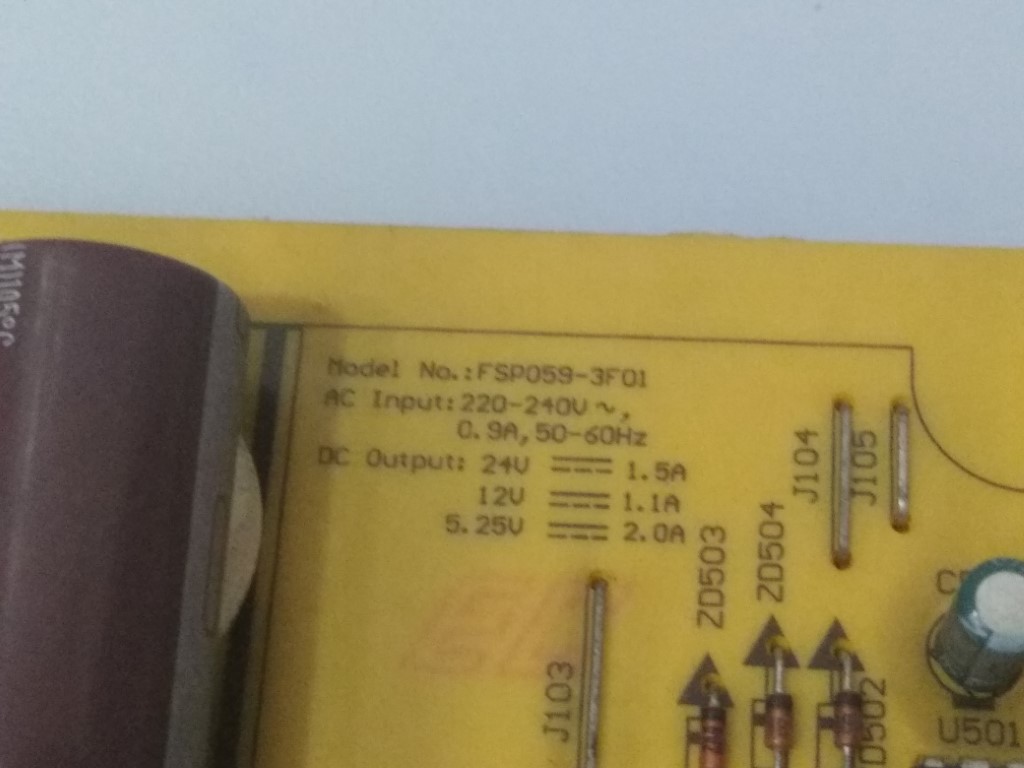 Model No.:FSP059-3F01
AC Input:220-240V ~,
0.9A,50-60Hz
DC Output: 24V 1.5A
12V 1.1A
5.25V 2.0A
J104
J105
ZD503
ZD504
J103
U501
105°C